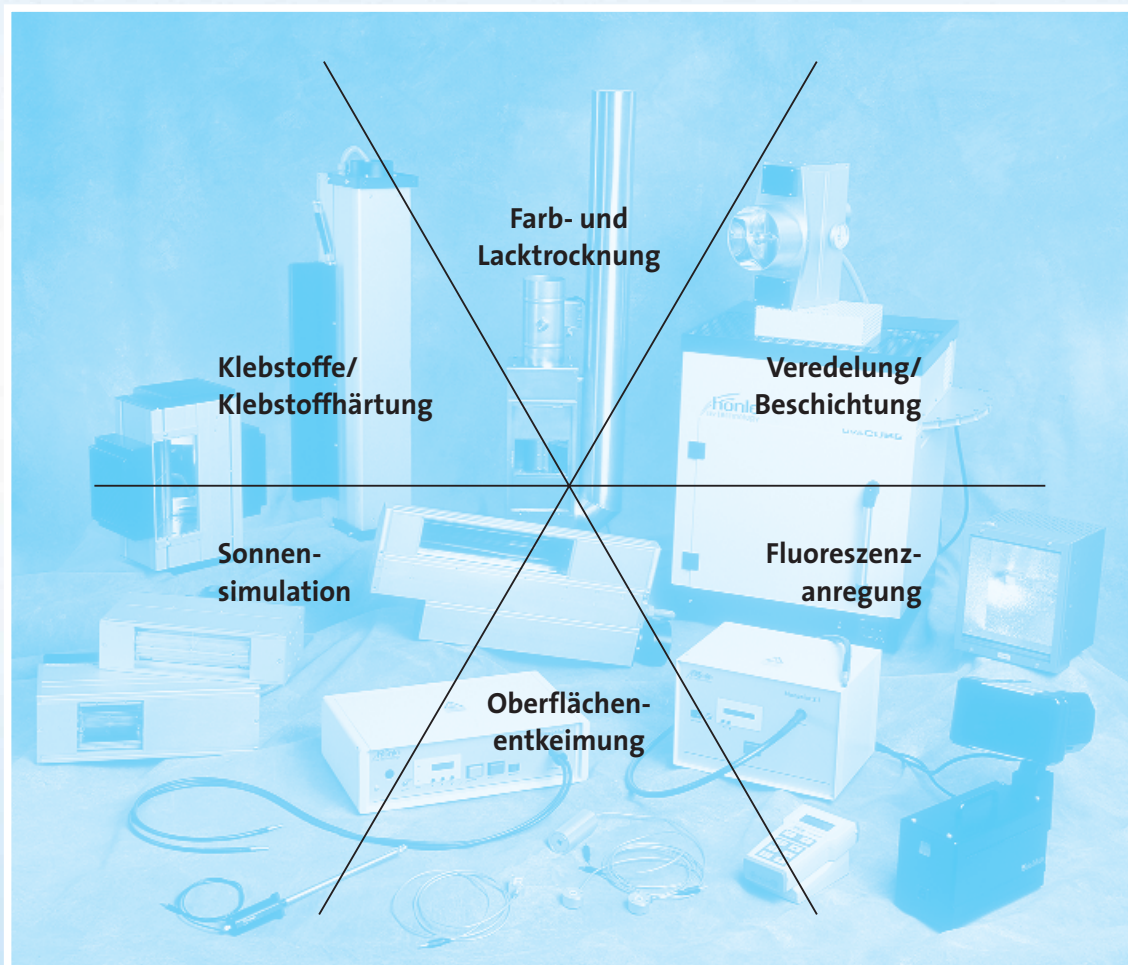 Farb- und
Lacktrocknung
Klebstoffe/
Klebstoffhärtung
Veredelung/
Beschichtung
hönle
Sonnen-
simulation
Fluoreszenz-
anregung
Oberflächen-
entkeimung